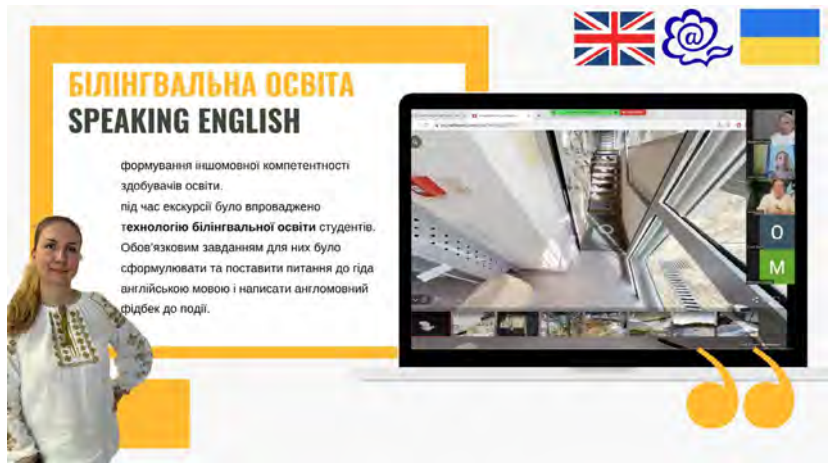 БІЛІНГВАЛЬНА ОСВІТА
SPEAKING ENGLISH
формування іншомовної компетентності
здобувачів освіти.
під час екскурсії було впроваджено
технологію білінгвальної освіти студентів.
Обов'язковим завданням для них було
сформулювати та поставити питання до гіда
англійською мовою і написати англомовний
фідбек до події.
@
O
M